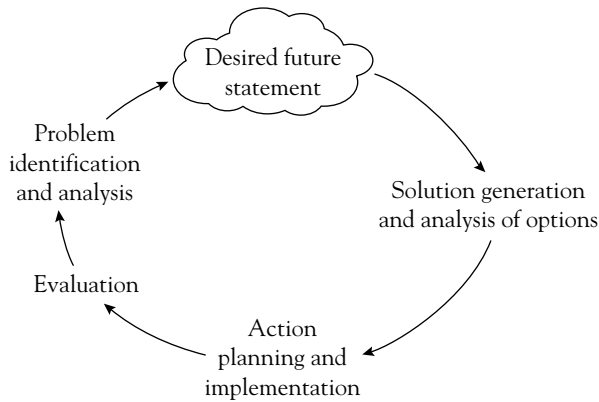 Desired future
statement
Solution generation
and analysis of options
Action
planning and
implementation
Evaluation
Problem
identification
and analysis